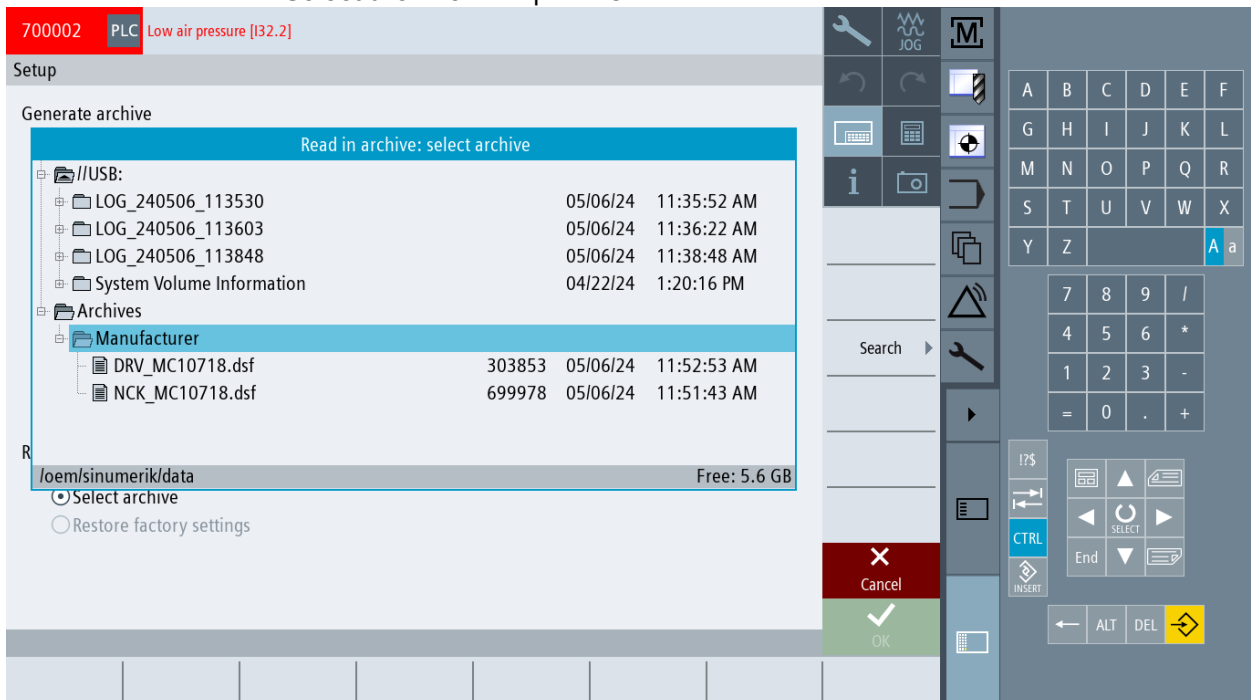 700002 PLC Low air pressure [I32.2]
JOG
M
Setup
Generate archive
Read in archive: select archive
//USB:
LOG_240506_113530 05/06/24 11:35:52 AM
LOG_240506_113603 05/06/24 11:36:22 AM
LOG_240506_113848 05/06/24 11:38:48 AM
System Volume Information 04/22/24 1:20:16 PM
Archives
Manufacturer
DRV_MC10718.dsf 303853 05/06/24 11:52:53 AM
NCK_MC10718.dsf 699978 05/06/24 11:51:43 AM
R
/oem/sinumerik/data Free: 5.6 GB
Select archive
Restore factory settings
i
Search
Cancel
OK
A B C D E F
G H I J K L
M N O P Q R
S T U V W X
Y Z A a
7 8 9 /
4 5 6 *
1 2 3 -
= 0 . +
!?$
SELECT
CTRL
End
INSERT
ALT DEL